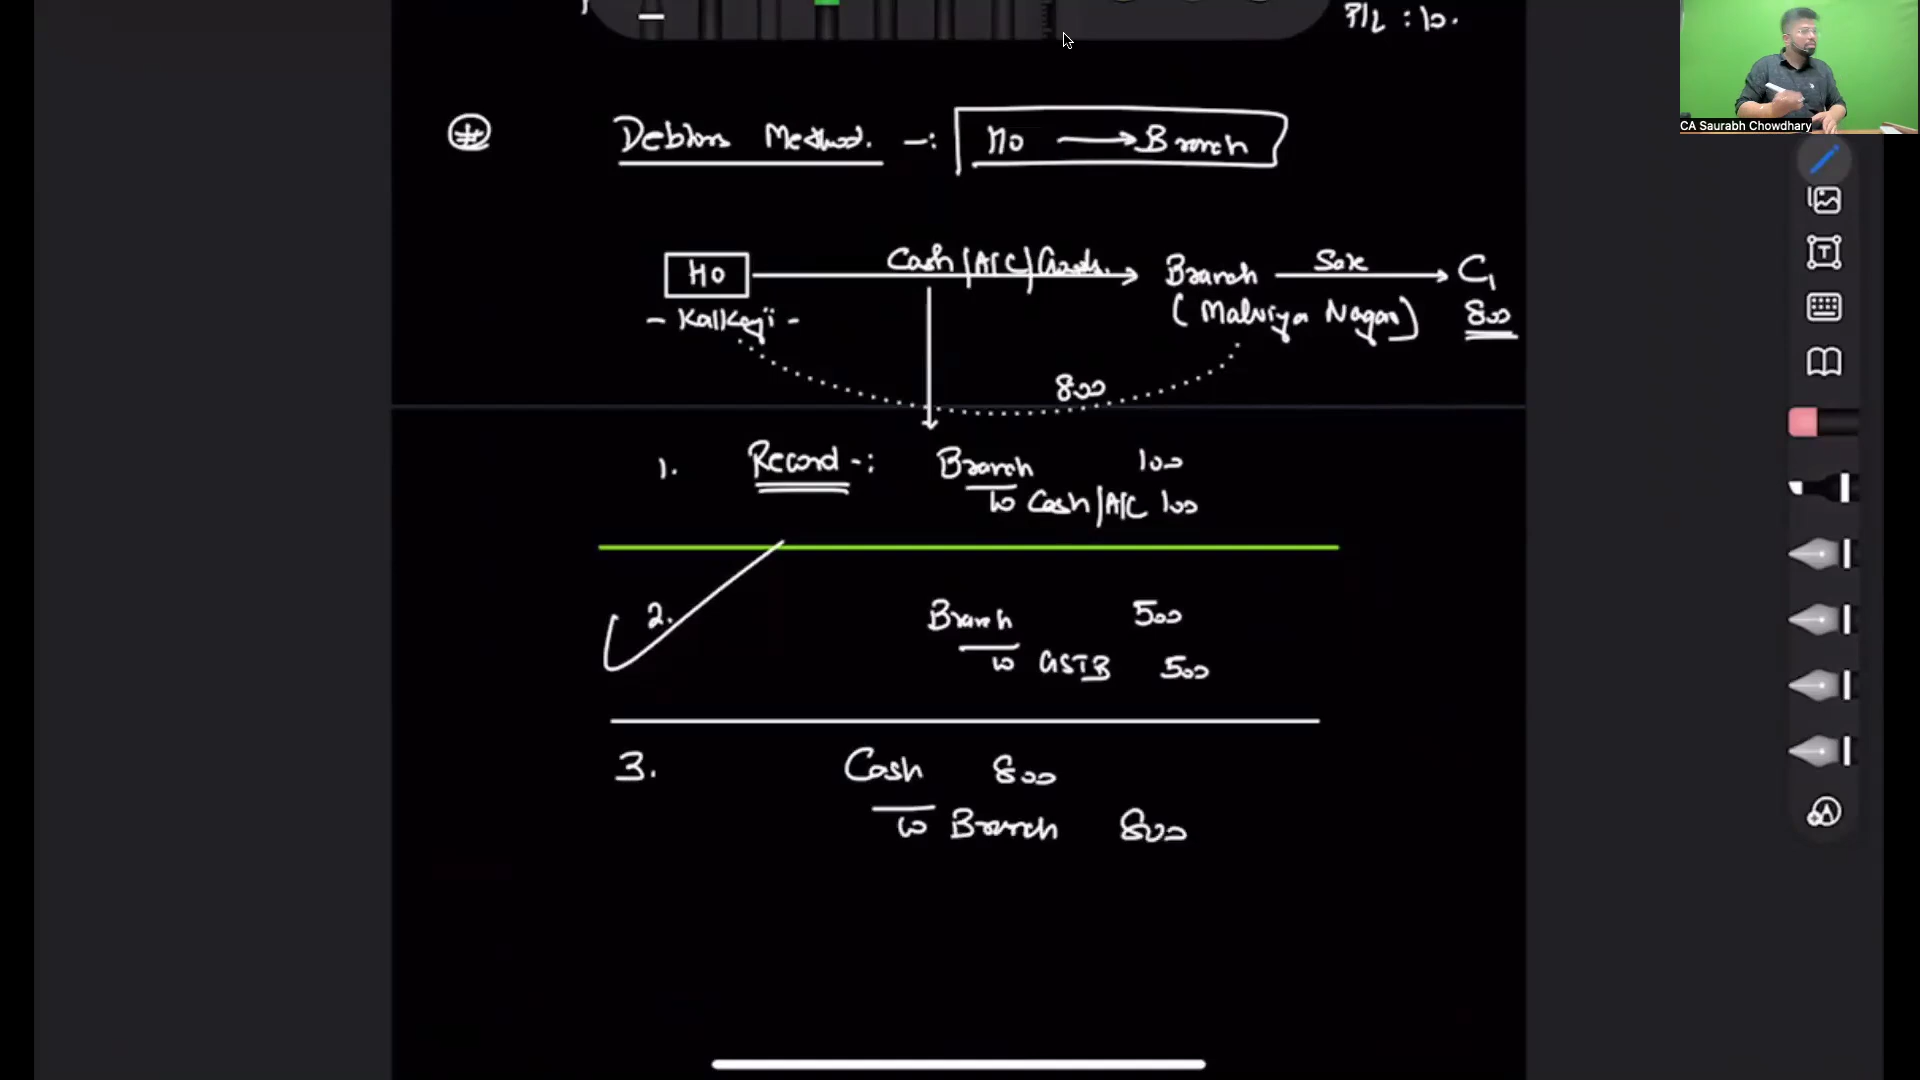 P/L : 10.
CA Saurabh Chowdhary
# Debtors Method. -: HO → Branch
HO Cash/A/C/Goods. Branch Sale C1
- Kalkaji - (Malviya Nagar) 800
800
1. Record -: Branch 100
to Cash/A/C 100
2. Branch 500
to GSTB 500
3. Cash 800
to Branch 800